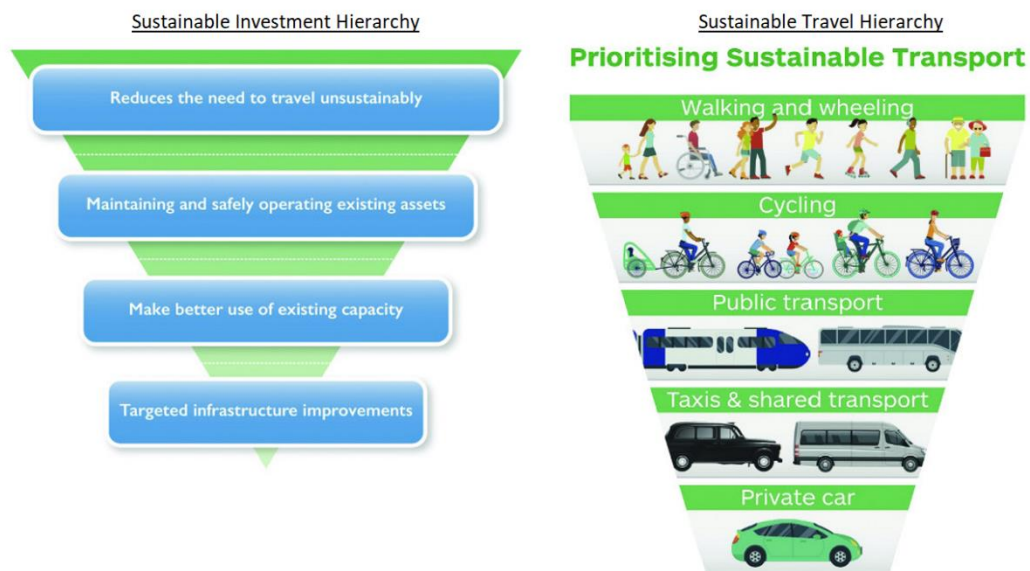 Sustainable Investment Hierarchy
Reduces the need to travel unsustainably
Maintaining and safely operating existing assets
Make better use of existing capacity
Targeted infrastructure improvements
Sustainable Travel Hierarchy
Prioritising Sustainable Transport
Walking and wheeling
Cycling
Public transport
Taxis & shared transport
Private car